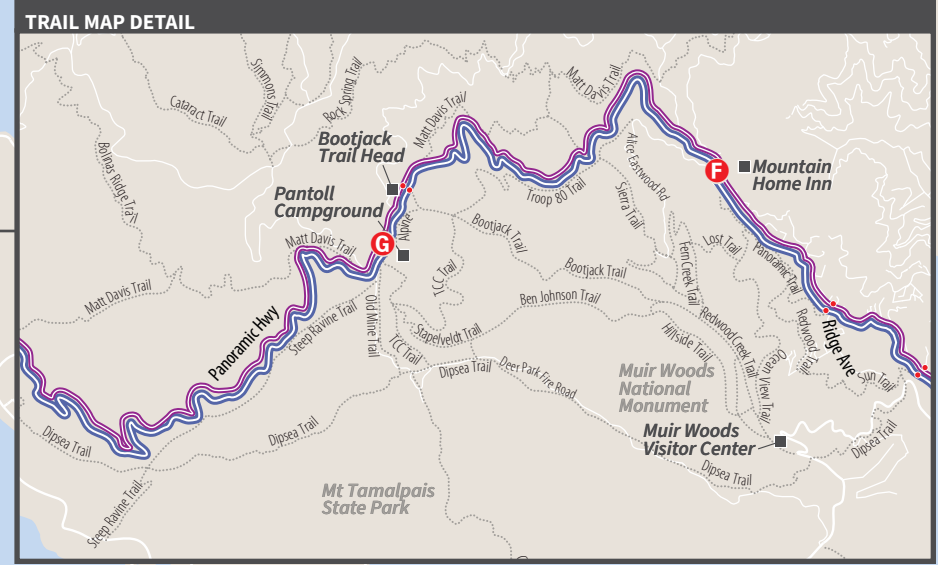 TRAIL MAP DETAIL
Simmons Trail
Rock Spring Trail
Cataract Trail
Matt Davis Trail
Matt Davis Trail
Bootjack
Trail Head
Alice Eastwood Rd
F
Mountain
Home Inn
Bolinas Ridge Trail
Pantoll
Campground
Troop 80 Trail
Sierra Trail
G
Alpine
Matt Davis Trail
Bootjack Trail
Lost Trail
Panoramic Trail
Fern Creek Trail
TCC Trail
Bootjack Trail
Matt Davis Trail
Ben Johnson Trail
Panoramic Hwy
Steep Ravine Trail
Old Mine Trail
Stapelveldt Trail
TCC Trail
Hillside Trail
Redwood Creek Trail
Redwood Trail
Ridge Ave
Ocean View Trail
Sun Trail
Dipsea Trail
Deer Park Fire Road
Muir Woods
National
Monument
Muir Woods
Visitor Center
Dipsea Trail
Dipsea Trail
Dipsea Trail
Dipsea Trail
Mt Tamalpais
State Park
Steep Ravine Trail